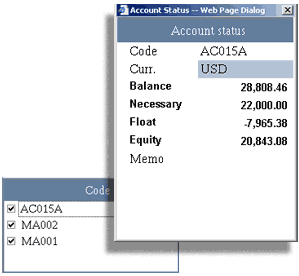 Account Status -- Web Page Dialog
Account status
Code AC015A
Curr. USD
Balance 28,808.46
Necessary 22,000.00
Float -7,965.38
Equity 20,843.08
Memo
Code
AC015A
MA002
MA001